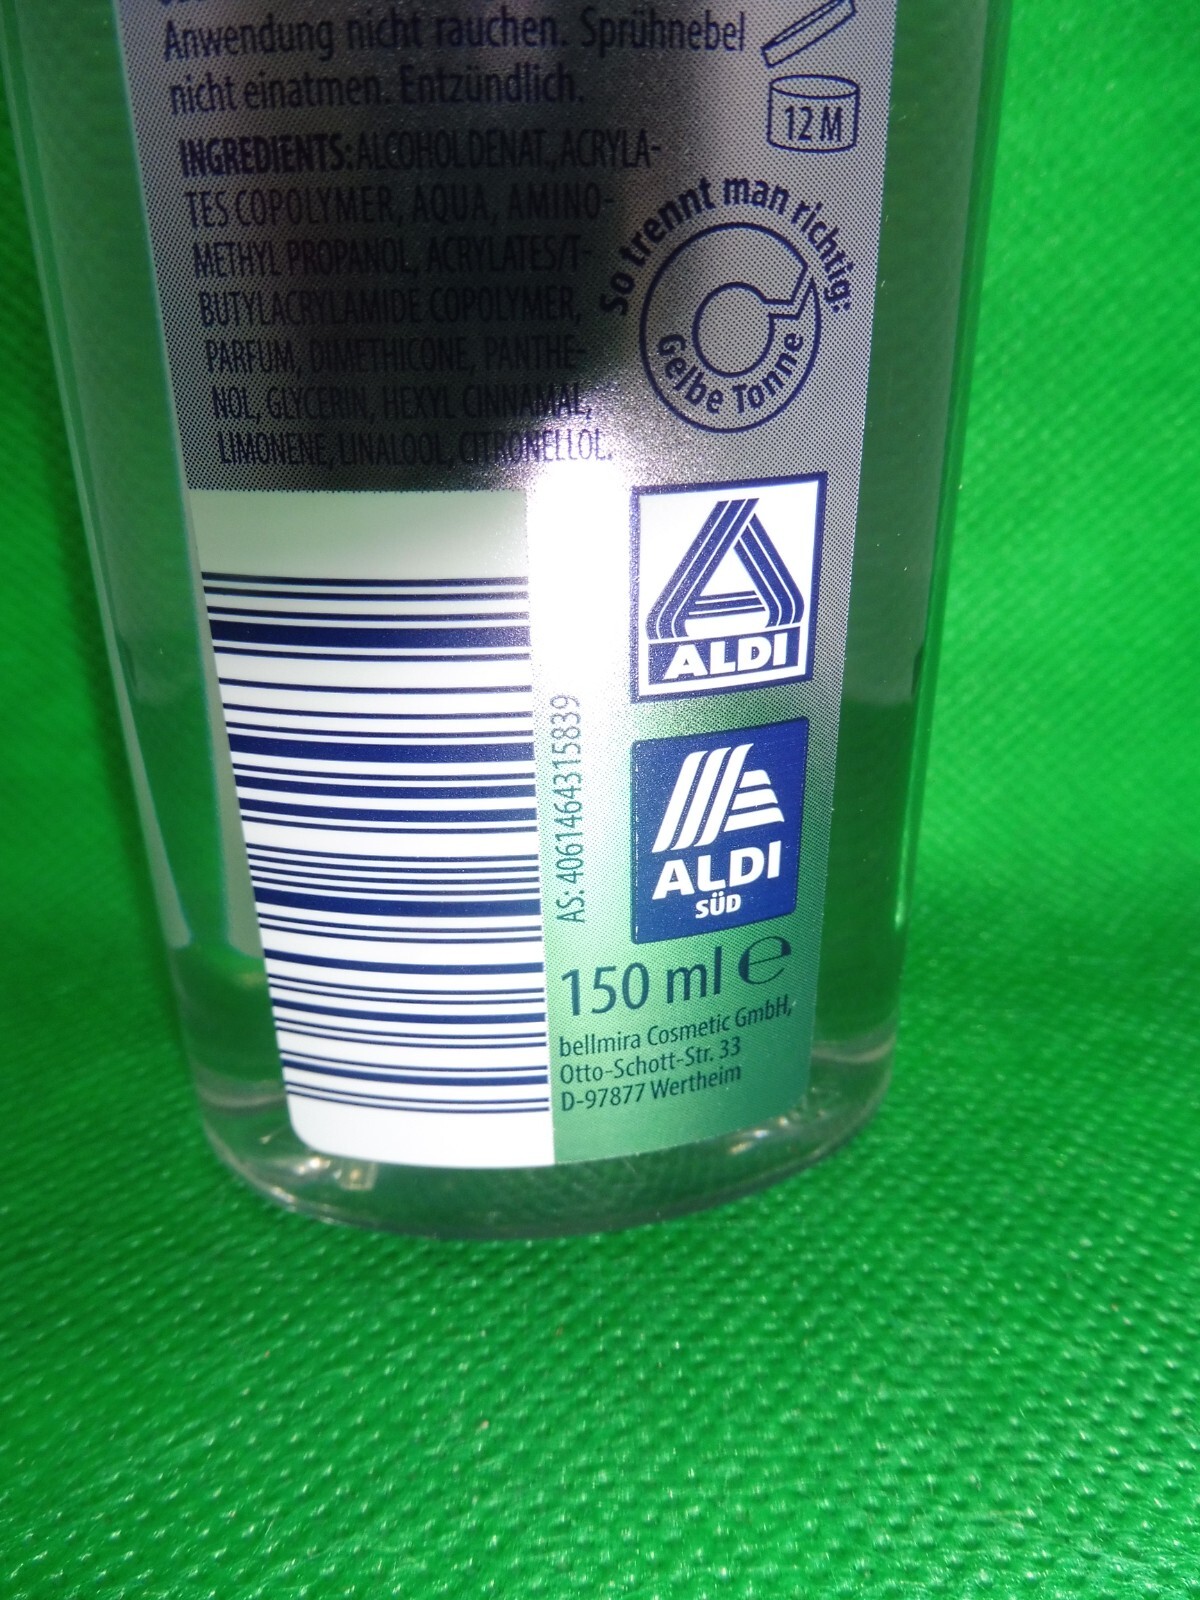 Anwendung nicht rauchen. Sprühnebel
nicht einatmen. Entzündlich.
INGREDIENTS: ALCOHOL DENAT., ACRYLA-
TES COPOLYMER, AQUA, AMINO-
METHYL PROPANOL, ACRYLATES/T-
BUTYLACRYLAMIDE COPOLYMER,
PARFUM, DIMETHICONE, PANTHE-
NOL, GLYCERIN, HEXYL CINNAMAL,
LIMONENE, LINALOOL, CITRONELLOL.
12 M
So trennt man richtig:
Gelbe Tonne
ALDI
ALDI
SÜD
AS: 4061464315839
150 ml e
bellmira Cosmetic GmbH,
Otto-Schott-Str. 33
D-97877 Wertheim